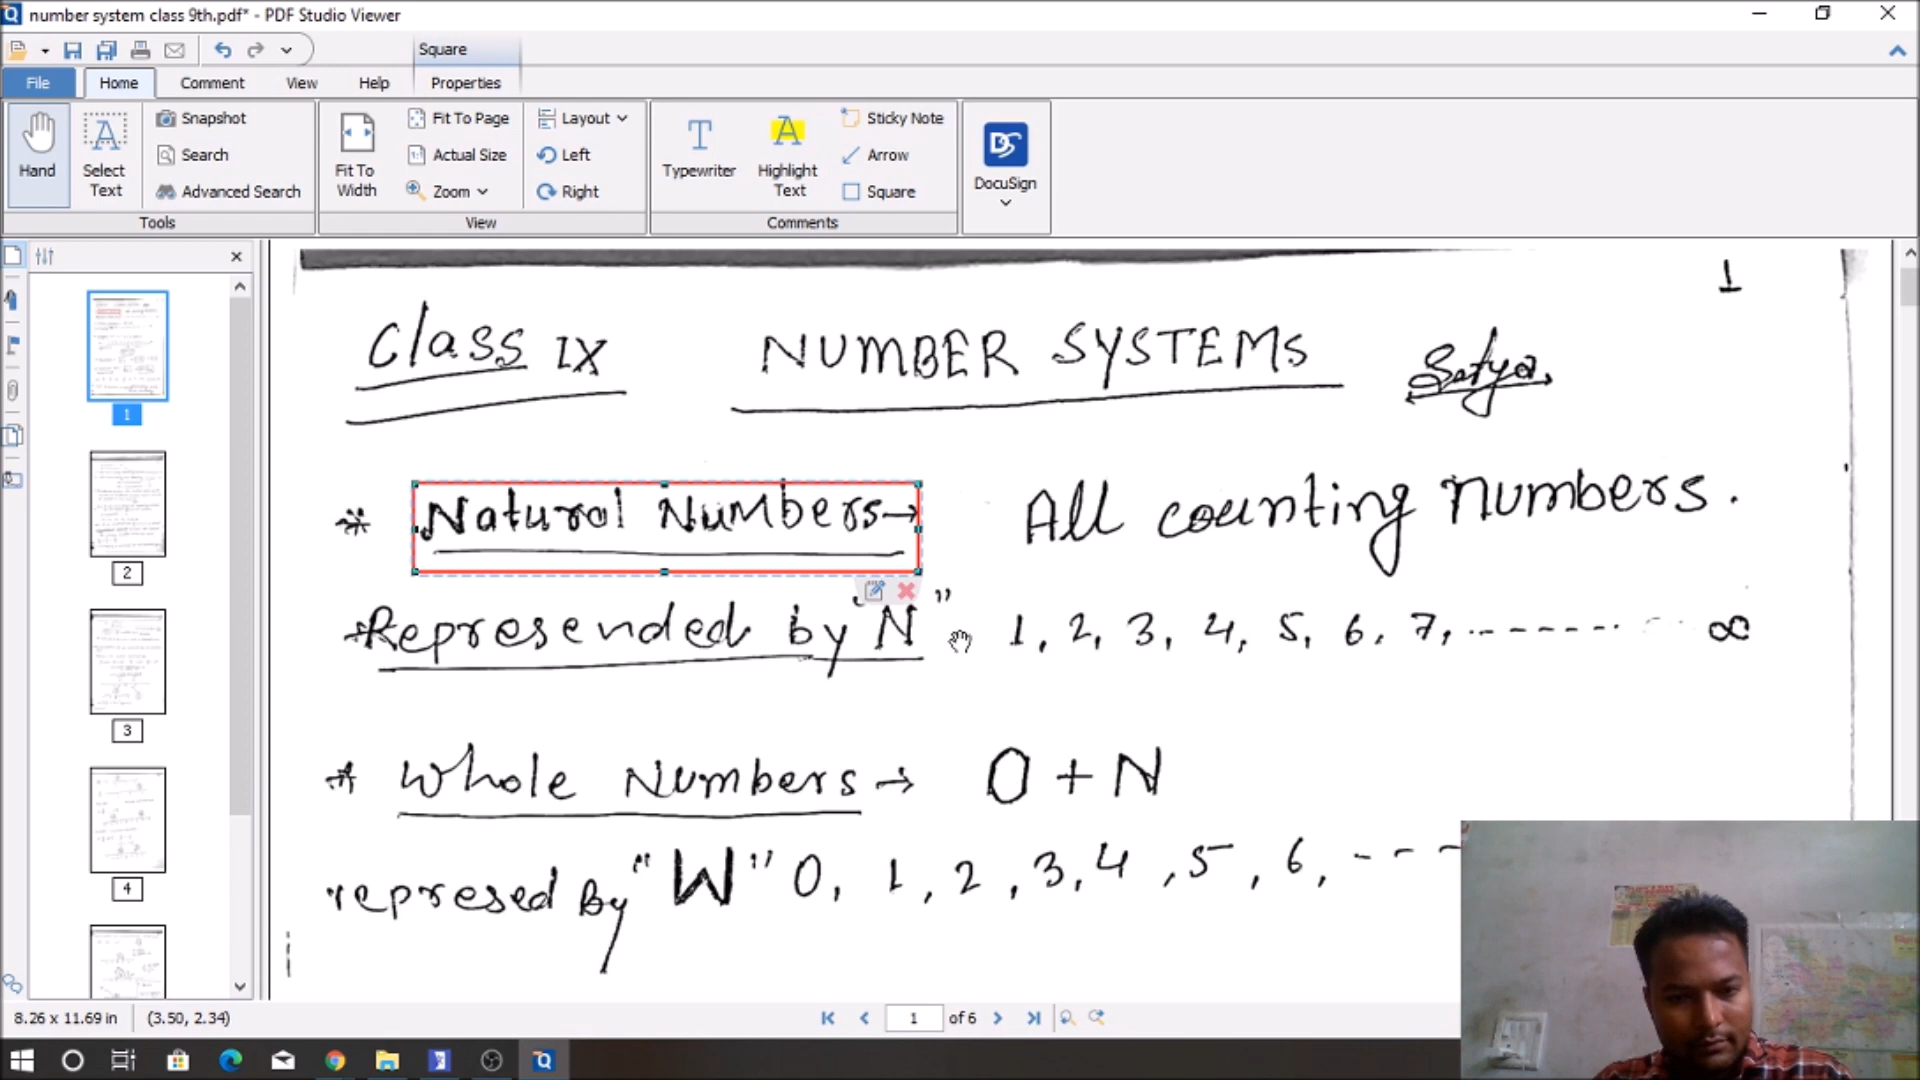 number system class 9th.pdf* - PDF Studio Viewer
Square
File Home Comment View Help Properties
Hand
Select Text
Snapshot
Search
Advanced Search
Tools
Fit To Width
Fit To Page
Actual Size
Zoom
Layout
Left
Right
View
Typewriter
Highlight Text
Sticky Note
Arrow
Square
Comments
DocuSign
1
2
3
4
1
Class IX NUMBER SYSTEMS Satya.
* Natural Numbers→ All counting Numbers.
*Represended by "N" 1, 2, 3, 4, 5, 6, 7, -------- ∞
* Whole Numbers → 0 + N
represed By "W" 0, 1, 2, 3, 4, 5, 6, ---
8.26 x 11.69 in (3.50, 2.34) 1 of 6